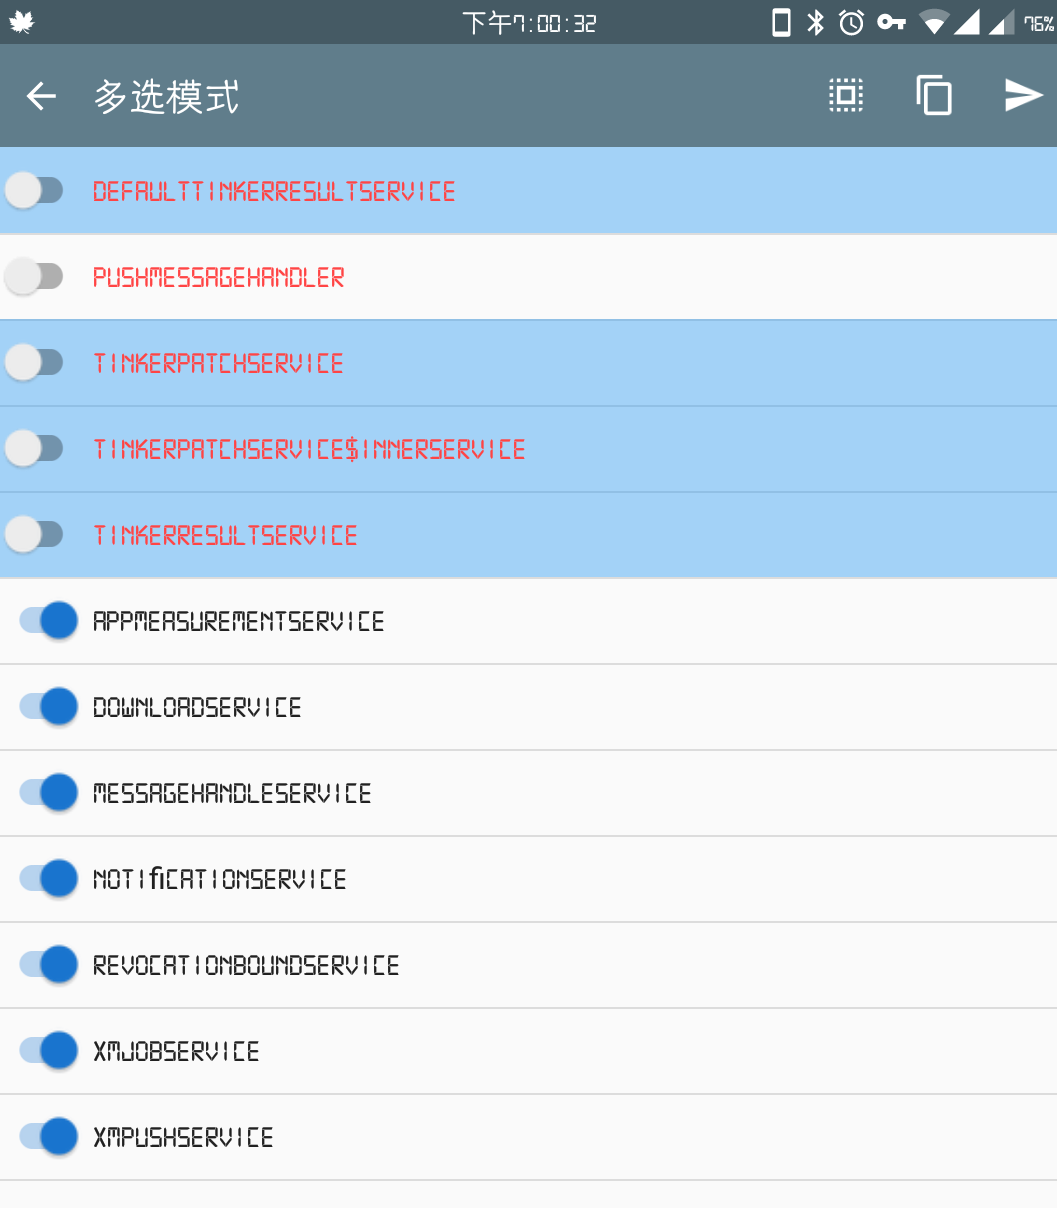 下午7:00:32
76%
多选模式
DEFAULTTINKERRESULTSERVICE
PUSHMESSAGEHANDLER
TINKERPATCHSERVICE
TINKERPATCHSERVICE$INNERSERVICE
TINKERRESULTSERVICE
APPMEASUREMENTSERVICE
DOWNLOADSERVICE
MESSAGEHANDLESERVICE
NOTIfiCATIONSERVICE
REVOCATIONBOUNDSERVICE
XMJOBSERVICE
XMPUSHSERVICE